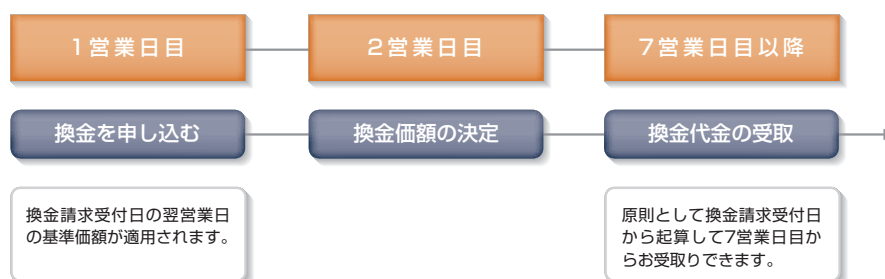 1営業日目
2営業日目
7営業日目以降
換金を申し込む
換金価額の決定
換金代金の受取
換金請求受付日の翌営業日
の基準価額が適用されます。
原則として換金請求受付日
から起算して7営業日目か
らお受取りできます。